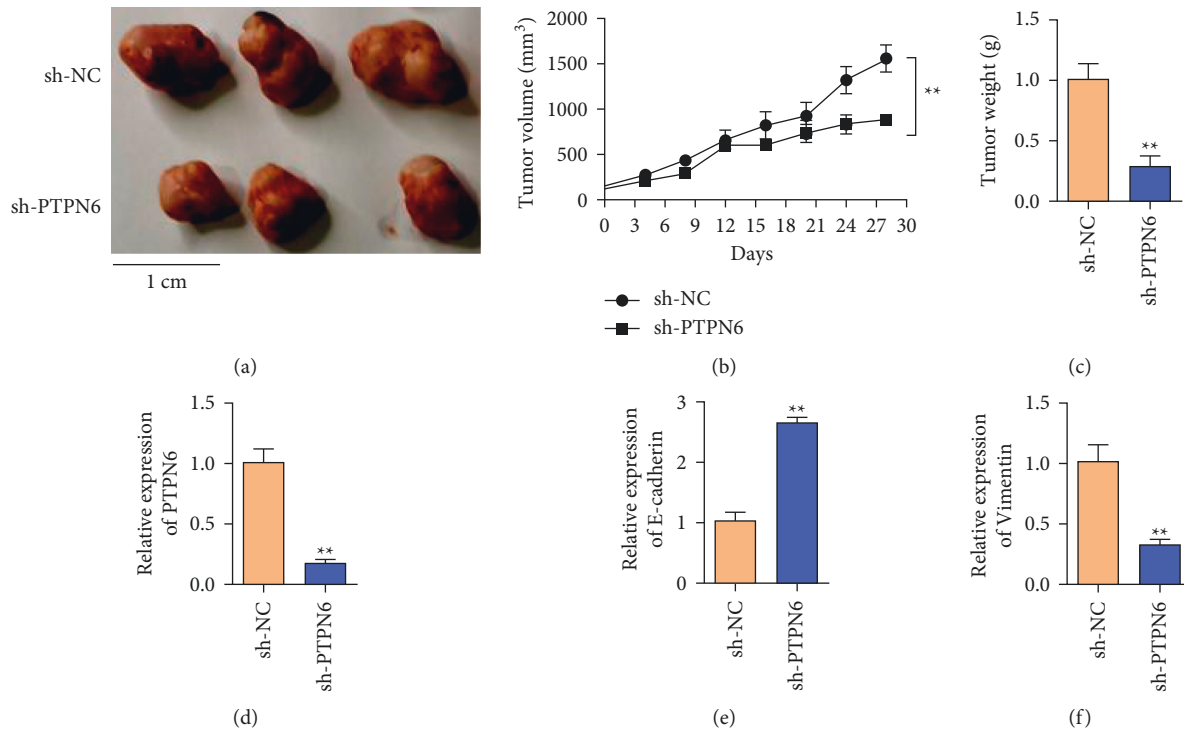 sh-NC
sh-PTPN6
1 cm
(a)
Tumor volume (mm³)
2000
1500
1000
500
0
0 3 6 9 12 15 18 21 24 27 30
Days
**
sh-NC
sh-PTPN6
(b)
Tumor weight (g)
1.5
1.0
0.5
0.0
**
sh-NC
sh-PTPN6
(c)
Relative expression
of PTPN6
1.5
1.0
0.5
0.0
**
sh-NC
sh-PTPN6
(d)
Relative expression
of E-cadherin
3
2
1
0
**
sh-NC
sh-PTPN6
(e)
Relative expression
of Vimentin
1.5
1.0
0.5
0.0
**
sh-NC
sh-PTPN6
(f)